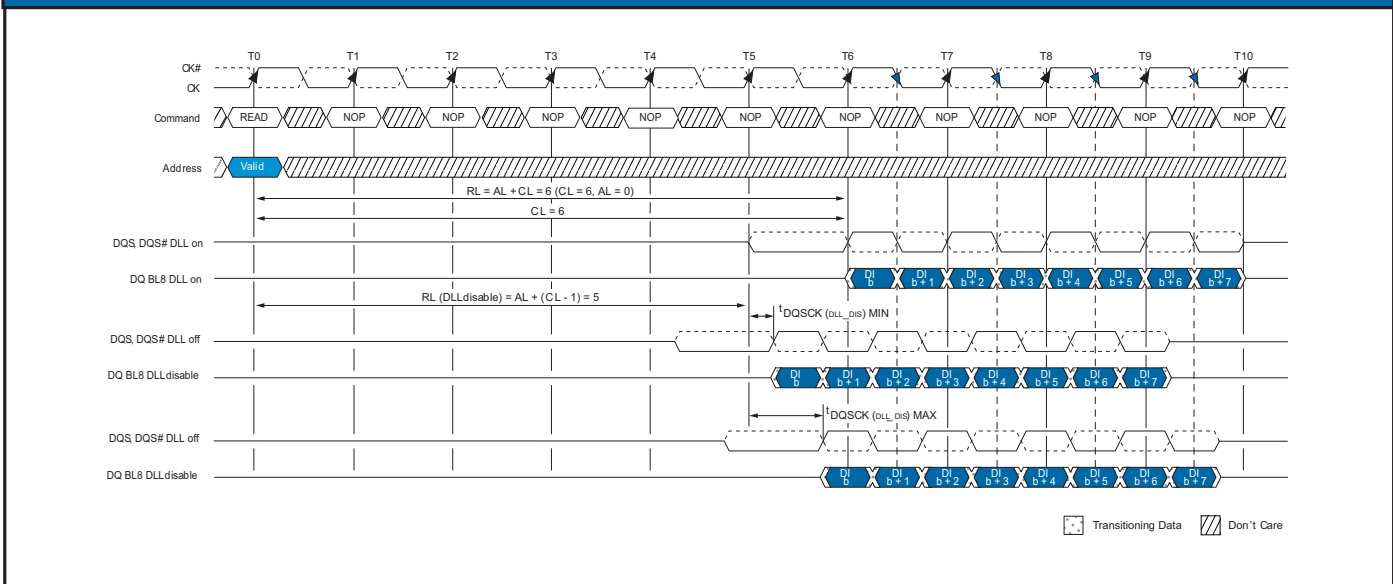 T0 T1 T2 T3 T4 T5 T6 T7 T8 T9 T10
CK#
CK
Command READ NOP NOP NOP NOP NOP NOP NOP NOP NOP NOP
Address Valid
RL = AL + CL = 6 (CL = 6, AL = 0)
CL = 6
DQS, DQS# DLL on
DQ BL8 DLL on DI b DI b + 1 DI b + 2 DI b + 3 DI b + 4 DI b + 5 DI b + 6 DI b + 7
RL (DLL disable) = AL + (CL - 1) = 5
tDQSCK (DLL_DIS) MIN
DQS, DQS# DLL off
DQ BL8 DLL disable DI b DI b + 1 DI b + 2 DI b + 3 DI b + 4 DI b + 5 DI b + 6 DI b + 7
tDQSCK (DLL_DIS) MAX
DQS, DQS# DLL off
DQ BL8 DLL disable DI b DI b + 1 DI b + 2 DI b + 3 DI b + 4 DI b + 5 DI b + 6 DI b + 7
Transitioning Data Don't Care